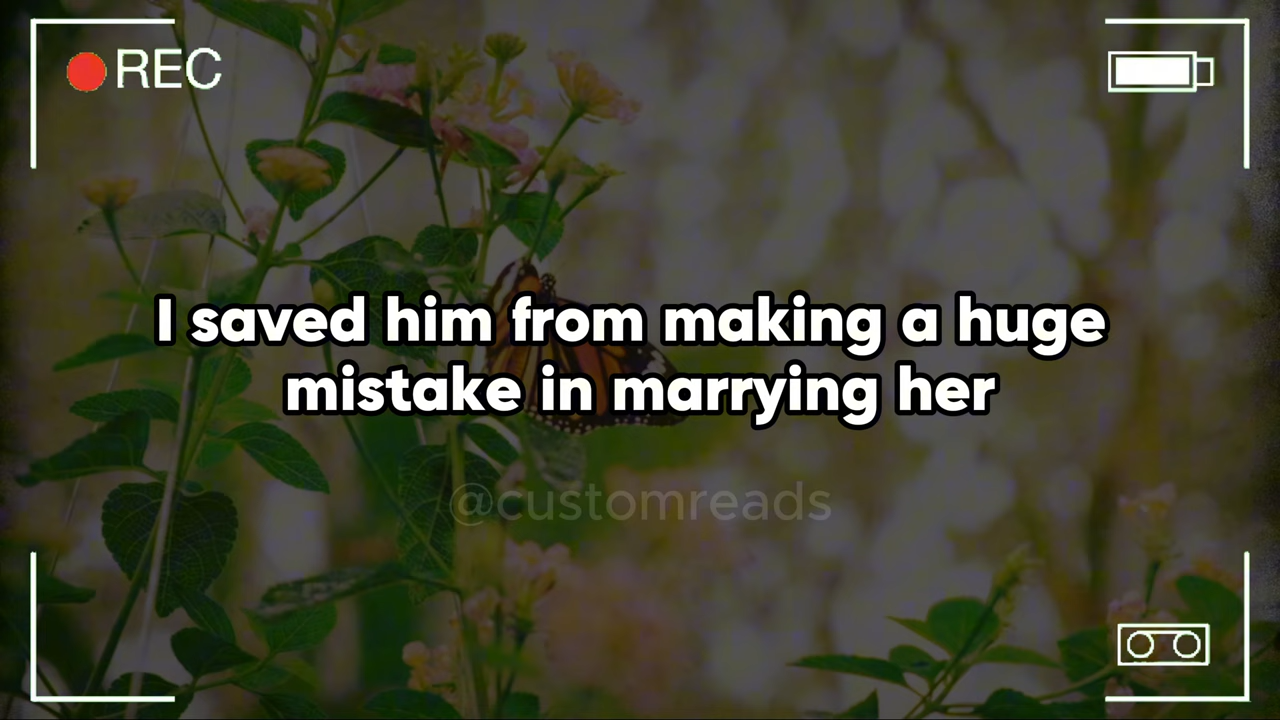 REC
I saved him from making a huge
mistake in marrying her
@customreads